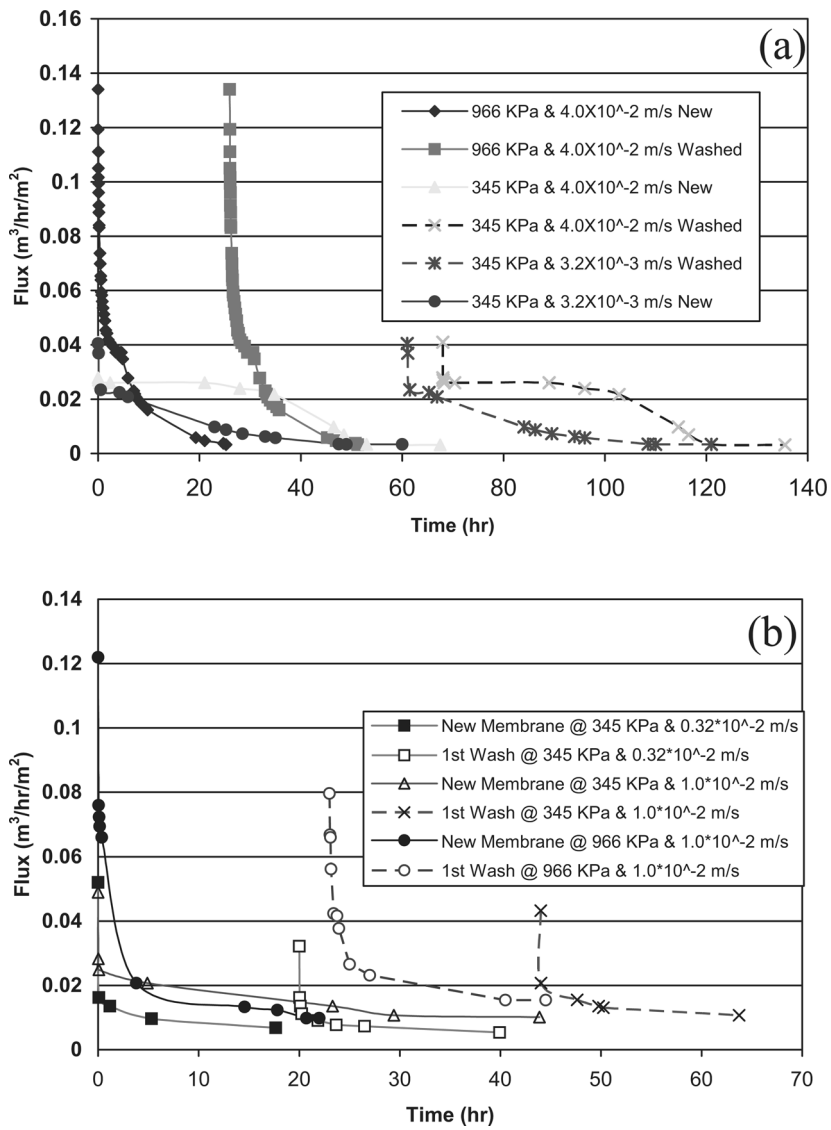 0.16
(a)
0.14
966 KPa & 4.0X10^-2 m/s New
0.12
966 KPa & 4.0X10^-2 m/s Washed
0.1
345 KPa & 4.0X10^-2 m/s New
0.08
345 KPa & 4.0X10^-2 m/s Washed
345 KPa & 3.2X10^-3 m/s Washed
0.06
345 KPa & 3.2X10^-3 m/s New
0.04
0.02
0
Flux (m³/hr/m²)
0 20 40 60 80 100 120 140
Time (hr)
0.14
(b)
0.12
0.1
New Membrane @ 345 KPa & 0.32*10^-2 m/s
1st Wash @ 345 KPa & 0.32*10^-2 m/s
0.08
New Membrane @ 345 KPa & 1.0*10^-2 m/s
1st Wash @ 345 KPa & 1.0*10^-2 m/s
0.06
New Membrane @ 966 KPa & 1.0*10^-2 m/s
1st Wash @ 966 KPa & 1.0*10^-2 m/s
0.04
0.02
0
Flux (m³/hr/m²)
0 10 20 30 40 50 60 70
Time (hr)